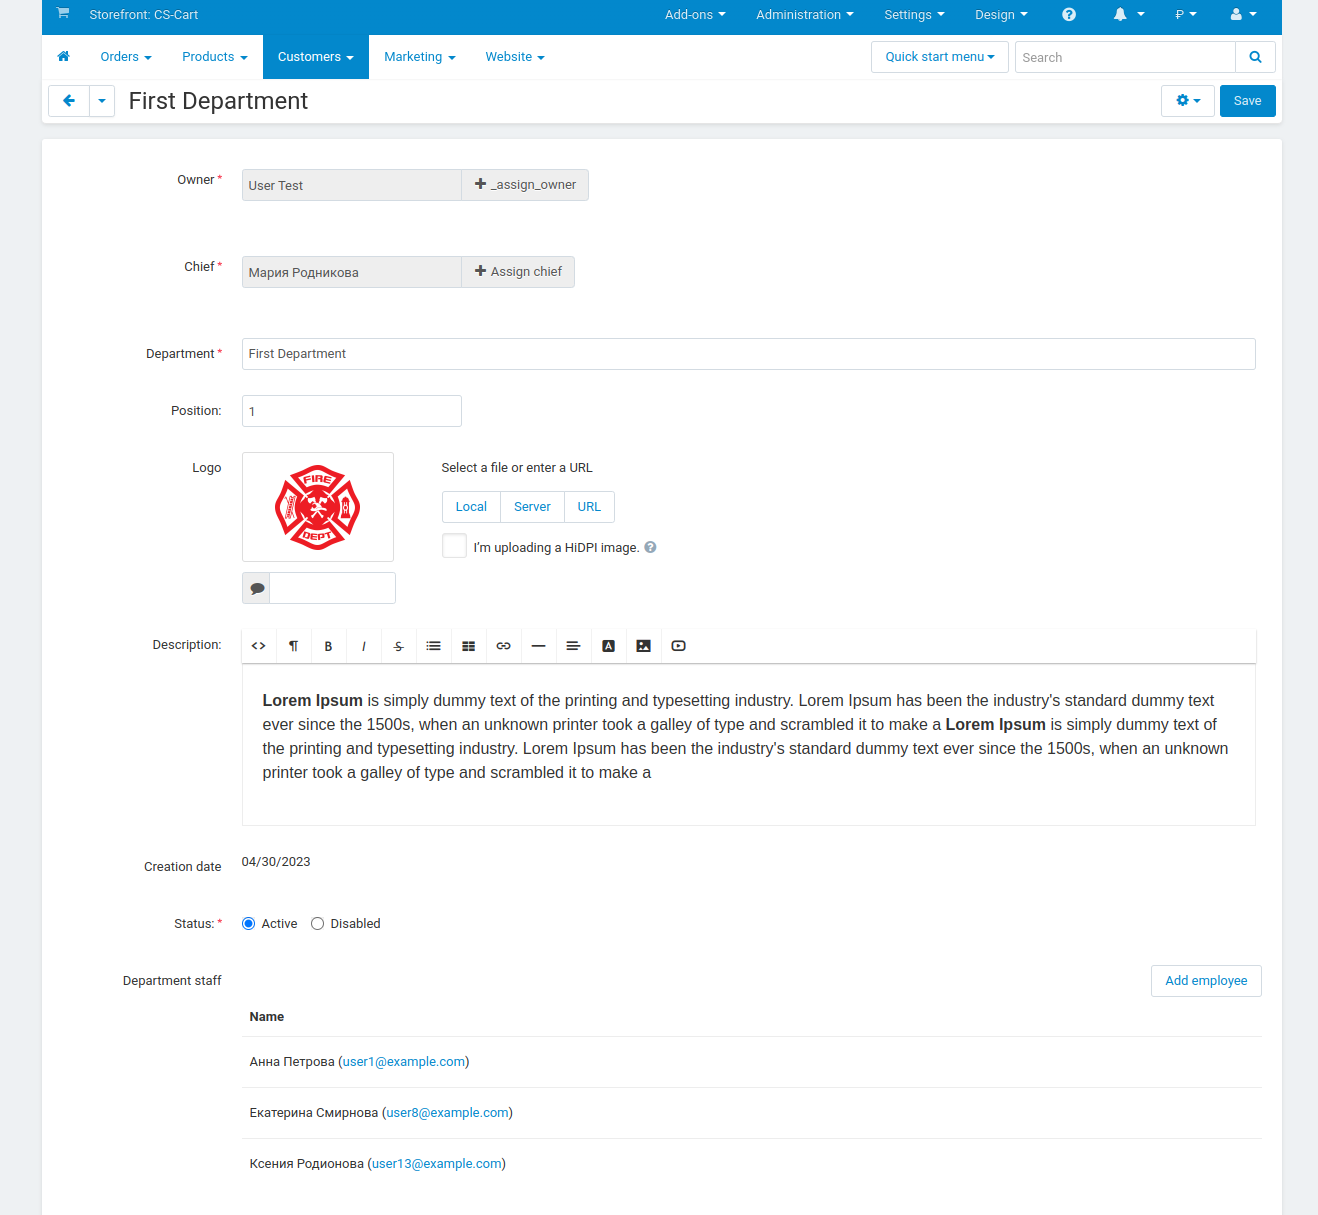 Storefront: CS-Cart
Add-ons
Administration
Settings
Design
₽
Orders
Products
Customers
Marketing
Website
Quick start menu
Search
First Department
Save
Owner *
User Test
_assign_owner
Chief *
Мария Родникова
Assign chief
Department *
First Department
Position:
1
Logo
FIRE
DEPT
Select a file or enter a URL
Local
Server
URL
I'm uploading a HiDPI image.
Description:
Lorem Ipsum is simply dummy text of the printing and typesetting industry. Lorem Ipsum has been the industry's standard dummy text
ever since the 1500s, when an unknown printer took a galley of type and scrambled it to make a Lorem Ipsum is simply dummy text of
the printing and typesetting industry. Lorem Ipsum has been the industry's standard dummy text ever since the 1500s, when an unknown
printer took a galley of type and scrambled it to make a
Creation date
04/30/2023
Status: *
Active
Disabled
Department staff
Add employee
Name
Анна Петрова (user1@example.com)
Екатерина Смирнова (user8@example.com)
Ксения Родионова (user13@example.com)